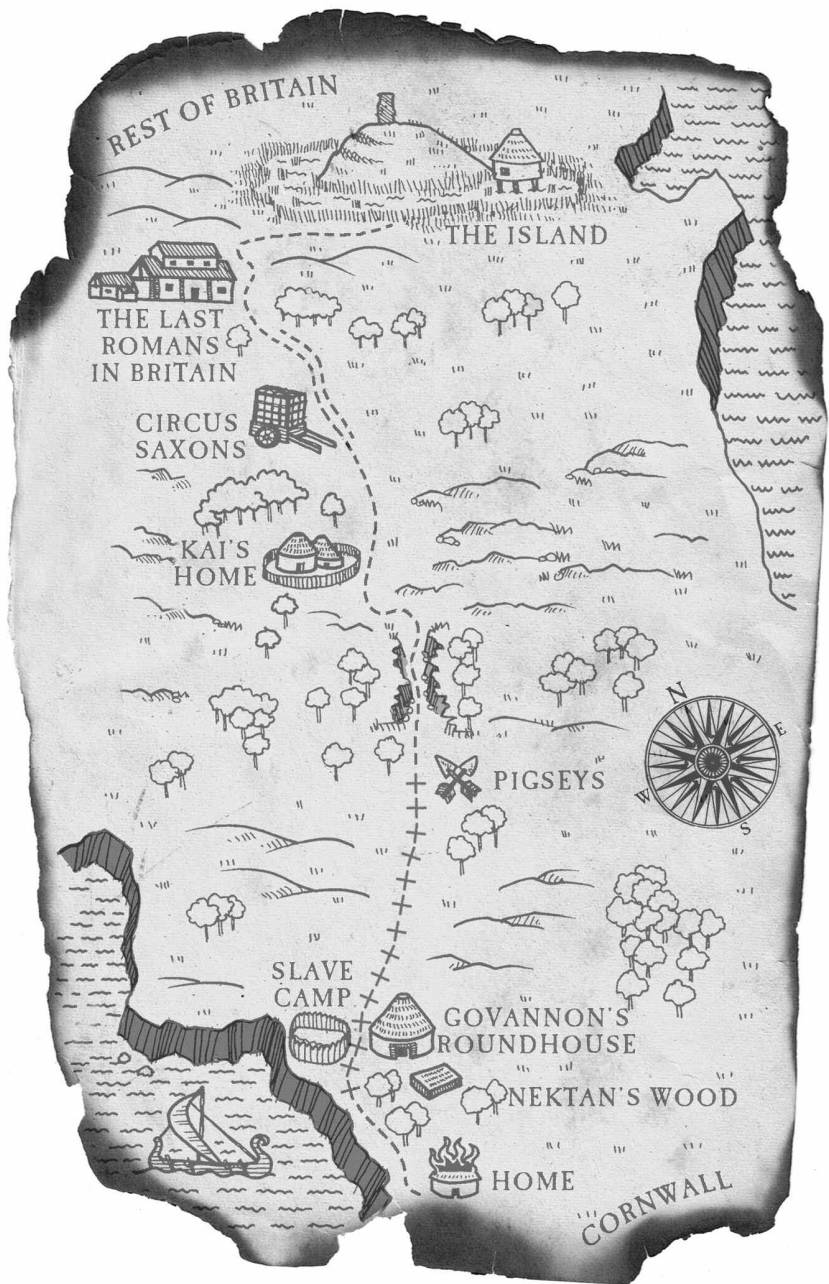 REST OF BRITAIN
THE ISLAND
THE LAST
ROMANS
IN BRITAIN
CIRCUS
SAXONS
KAI'S
HOME
N
E
W
S
PIGSEYS
SLAVE
CAMP
GOVANNON'S
ROUNDHOUSE
NEKTAN'S WOOD
HOME
CORNWALL